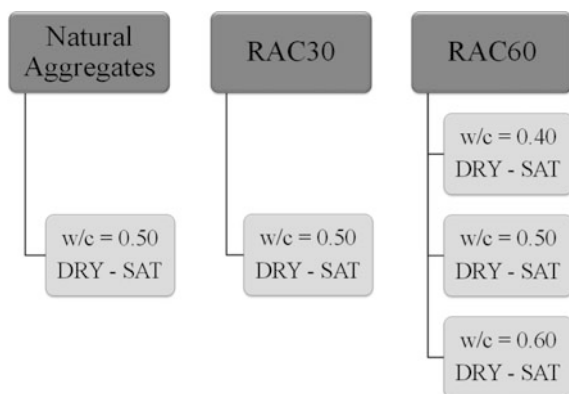 Natural
Aggregates
w/c = 0.50
DRY - SAT
RAC30
w/c = 0.50
DRY - SAT
RAC60
w/c = 0.40
DRY - SAT
w/c = 0.50
DRY - SAT
w/c = 0.60
DRY - SAT